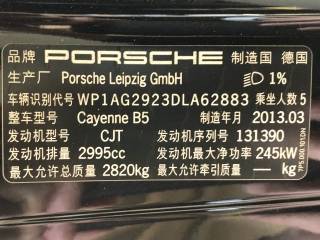 品牌 PORSCHE 制造国 德国
生产厂 Porsche Leipzig GmbH 1%
车辆识别代号 WP1AG2923DLA62883 乘坐人数 5
整车型号 Cayenne B5 制造年月 2013.03
发动机型号 CJT 发动机序列号 131390
发动机排量 2995cc 发动机最大净功率 245kW
最大允许总质量 2820kg 最大允许牵引质量 — kg
7P5.000.101.DN